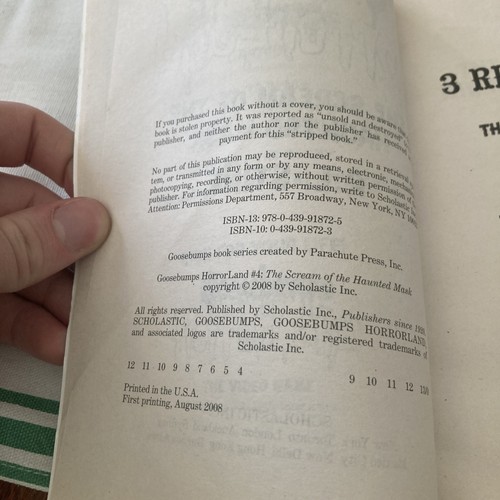 If you purchased this book without a cover, you should be aware
book is stolen property. It was reported as "unsold and destroyed"
publisher, and neither the author nor the publisher has received
payment for this "stripped book."
No part of this publication may be reproduced, stored in a retrieval
tem, or transmitted in any form or by any means, electronic,
photocopying, recording, or otherwise, without written permission of
publisher. For information regarding permission, write to Scholastic
Attention: Permissions Department, 557 Broadway, New York, NY
ISBN-13: 978-0-439-91872-5
ISBN-10: 0-439-91872-3
Goosebumps book series created by Parachute Press, Inc.
Goosebumps HorrorLand #4: The Scream of the Haunted Mask
copyright © 2008 by Scholastic Inc.
All rights reserved. Published by Scholastic Inc., Publishers since
SCHOLASTIC, GOOSEBUMPS, GOOSEBUMPS HORRORLAND
and associated logos are trademarks and/or registered trademarks of
Scholastic Inc.
12 11 10 9 8 7 6 5 4 9 10 11 12
Printed in the U.S.A.
First printing, August 2008
3 R
TH